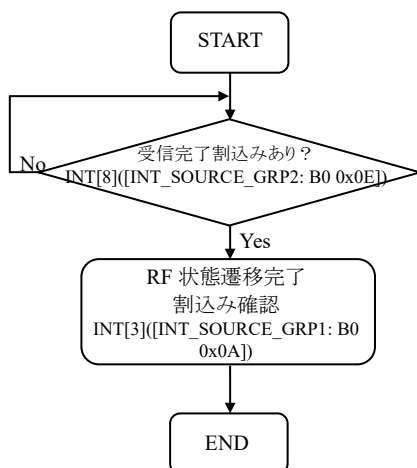 START
受信完了割込みあり？
No
INT[8]([INT_SOURCE_GRP2: B0 0x0E])
Yes
RF 状態遷移完了
割込み確認
INT[3]([INT_SOURCE_GRP1: B0
0x0A])
END